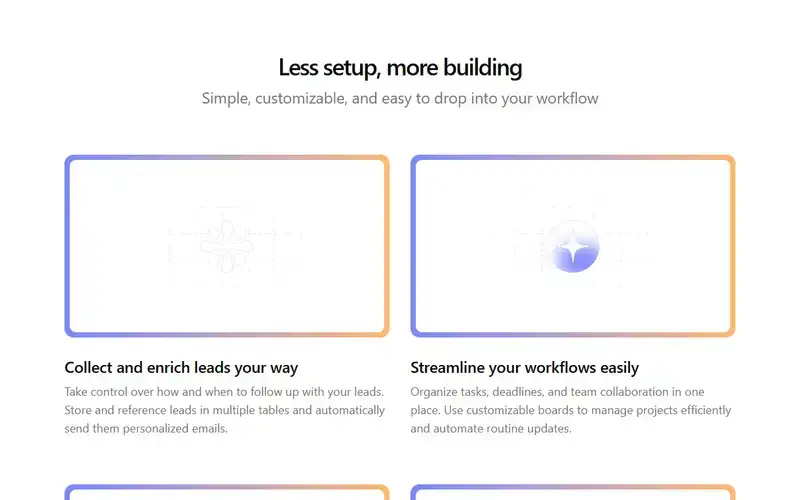 Less setup, more building
Simple, customizable, and easy to drop into your workflow
Collect and enrich leads your way
Take control over how and when to follow up with your leads.
Store and reference leads in multiple tables and automatically
send them personalized emails.
Streamline your workflows easily
Organize tasks, deadlines, and team collaboration in one
place. Use customizable boards to manage projects efficiently
and automate routine updates.